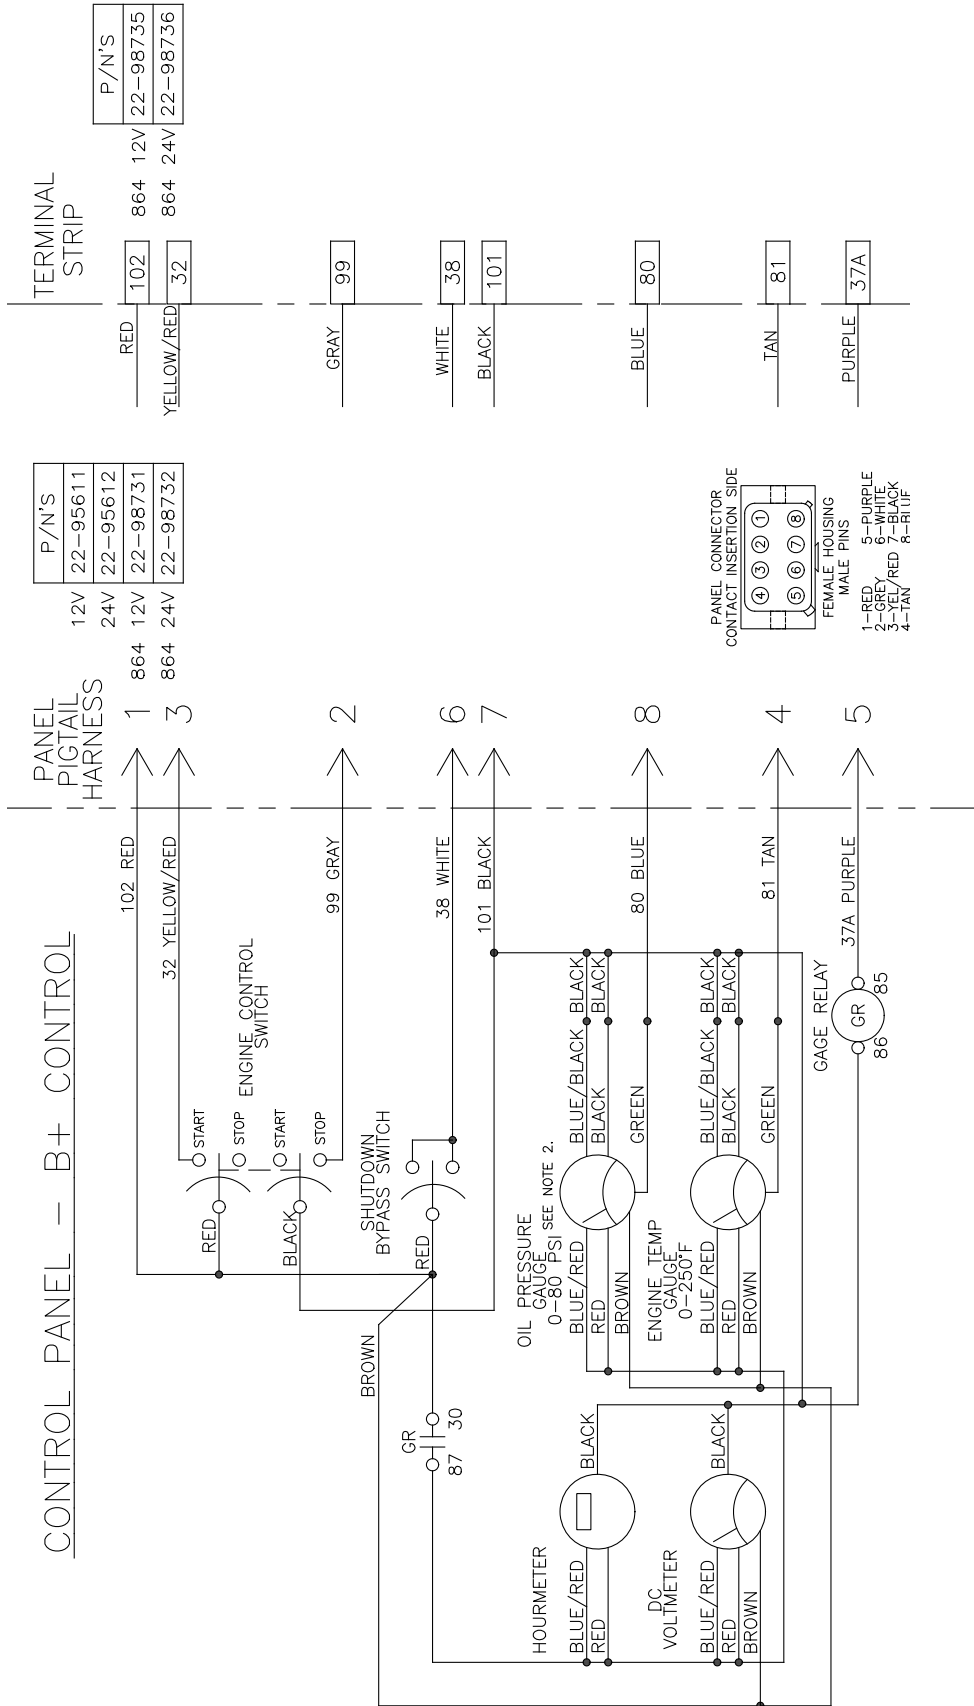 CONTROL PANEL - B+ CONTROL
PANEL
PIGTAIL
HARNESS
TERMINAL
STRIP
P/N'S
12V 22-95611
24V 22-95612
864 12V 22-98731
864 24V 22-98732
P/N'S
864 12V 22-98735
864 24V 22-98736
102 RED
1
RED
102
32 YELLOW/RED
3
YELLOW/RED
32
99 GRAY
2
GRAY
99
38 WHITE
6
WHITE
38
101 BLACK
7
BLACK
101
80 BLUE
8
BLUE
80
81 TAN
4
TAN
81
37A PURPLE
5
PURPLE
37A
START
STOP
START
STOP
ENGINE CONTROL
SWITCH
RED
BLACK
SHUTDOWN
BYPASS SWITCH
RED
BROWN
GR
87
30
OIL PRESSURE
GAUGE
0-80 PSI SEE NOTE 2.
BLUE/RED
RED
BROWN
BLUE/BLACK
BLACK
GREEN
BLACK
BLACK
ENGINE TEMP
GAUGE
0-250°F
BLUE/RED
RED
BROWN
BLUE/BLACK
BLACK
GREEN
BLACK
BLACK
GAGE RELAY
GR
86
85
HOURMETER
BLUE/RED
RED
BLACK
DC
VOLTMETER
BLUE/RED
RED
BROWN
BLACK
PANEL CONNECTOR
CONTACT INSERTION SIDE
4 3 2 1
5 6 7 8
FEMALE HOUSING
MALE PINS
1-RED 5-PURPLE
2-GREY 6-WHITE
3-YEL/RED 7-BLACK
4-TAN 8-BLUE